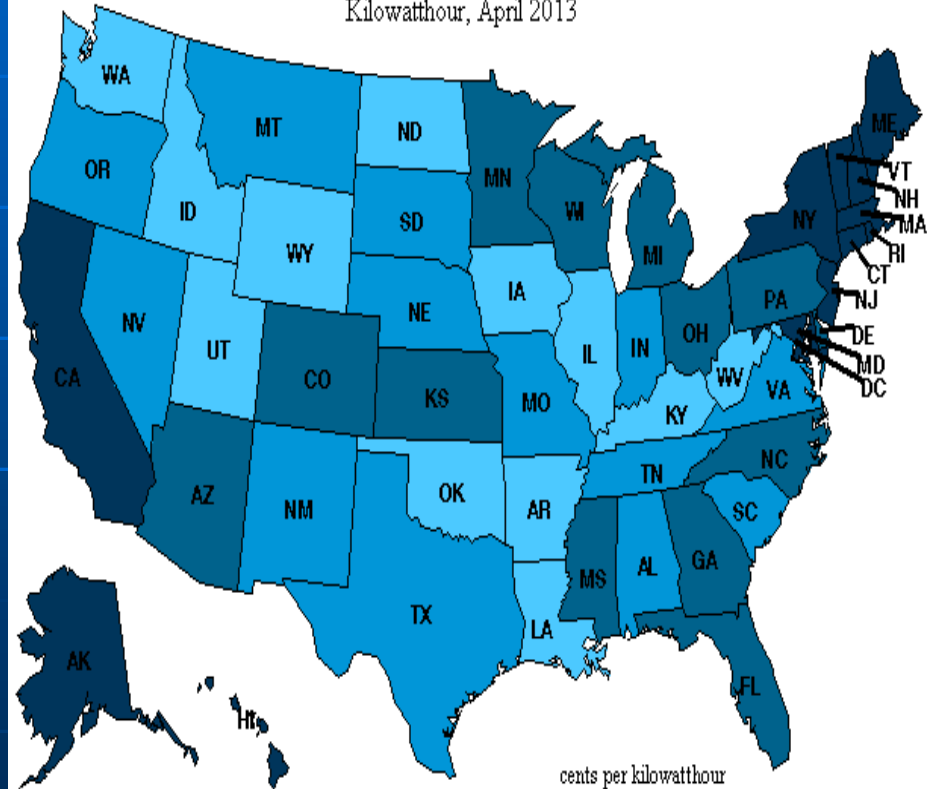 Kilowatthour, April 2013
WA
MT
ND
ME
OR
MN
VT
ID
SD
WI
NY
NH
MA
WY
MI
RI
CT
IA
NE
PA
NJ
NV
UT
IL
IN
OH
DE
MD
CA
CO
KS
MO
WV
VA
DC
KY
AZ
NM
OK
AR
TN
NC
SC
MS
AL
GA
TX
LA
AK
FL
HI
cents per kilowatthour